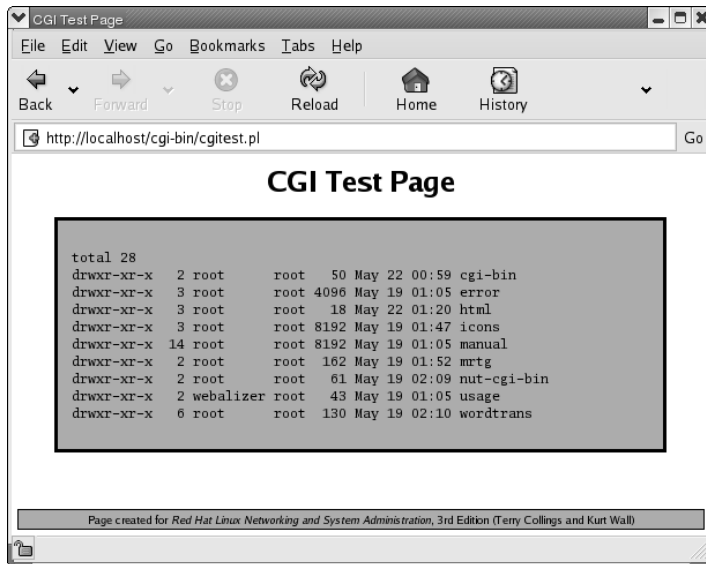 CGI Test Page
File Edit View Go Bookmarks Tabs Help
Back Forward Stop Reload Home History
http://localhost/cgi-bin/cgitest.pl Go
CGI Test Page
total 28
drwxr-xr-x   2 root      root   50 May 22 00:59 cgi-bin
drwxr-xr-x   3 root      root 4096 May 19 01:05 error
drwxr-xr-x   3 root      root   18 May 22 01:20 html
drwxr-xr-x   3 root      root 8192 May 19 01:47 icons
drwxr-xr-x  14 root      root 8192 May 19 01:05 manual
drwxr-xr-x   2 root      root  162 May 19 01:52 mrtg
drwxr-xr-x   2 root      root   61 May 19 02:09 nut-cgi-bin
drwxr-xr-x   2 webalizer root   43 May 19 01:05 usage
drwxr-xr-x   6 root      root  130 May 19 02:10 wordtrans
Page created for Red Hat Linux Networking and System Administration, 3rd Edition (Terry Collings and Kurt Wall)